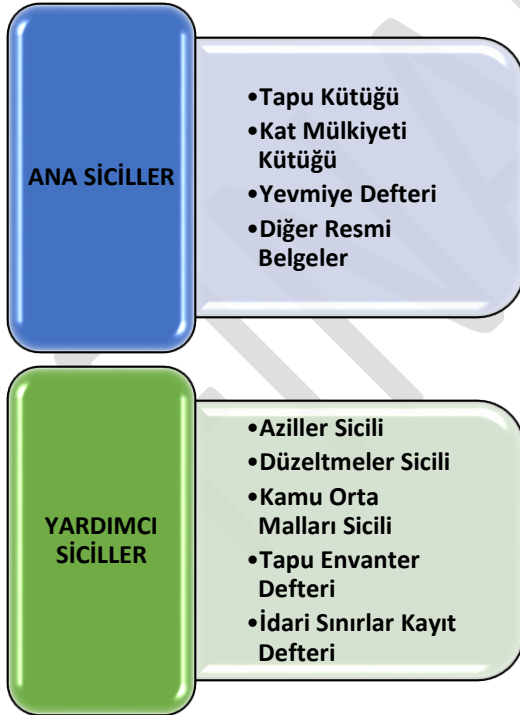 ANA SİCİLLER
•Tapu Kütüğü
•Kat Mülkiyeti
Kütüğü
•Yevmiye Defteri
•Diğer Resmi
Belgeler
YARDIMCI
SİCİLLER
•Aziller Sicili
•Düzeltmeler Sicili
•Kamu Orta
Malları Sicili
•Tapu Envanter
Defteri
•İdari Sınırlar Kayıt
Defteri